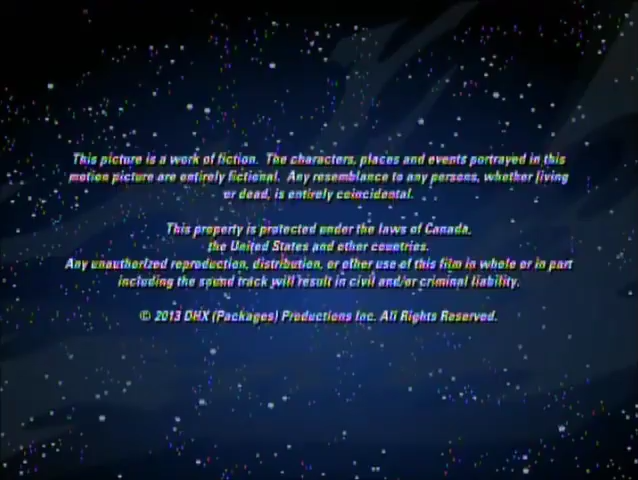 This picture is a work of fiction. The characters, places and events portrayed in this
motion picture are entirely fictional. Any resemblance to any persons, whether living
or dead, is entirely coincidental.
This property is protected under the laws of Canada,
the United States and other countries.
Any unauthorized reproduction, distribution, or other use of this film in whole or in part
including the sound track will result in civil and/or criminal liability.
© 2013 DHX (Packages) Productions Inc. All Rights Reserved.